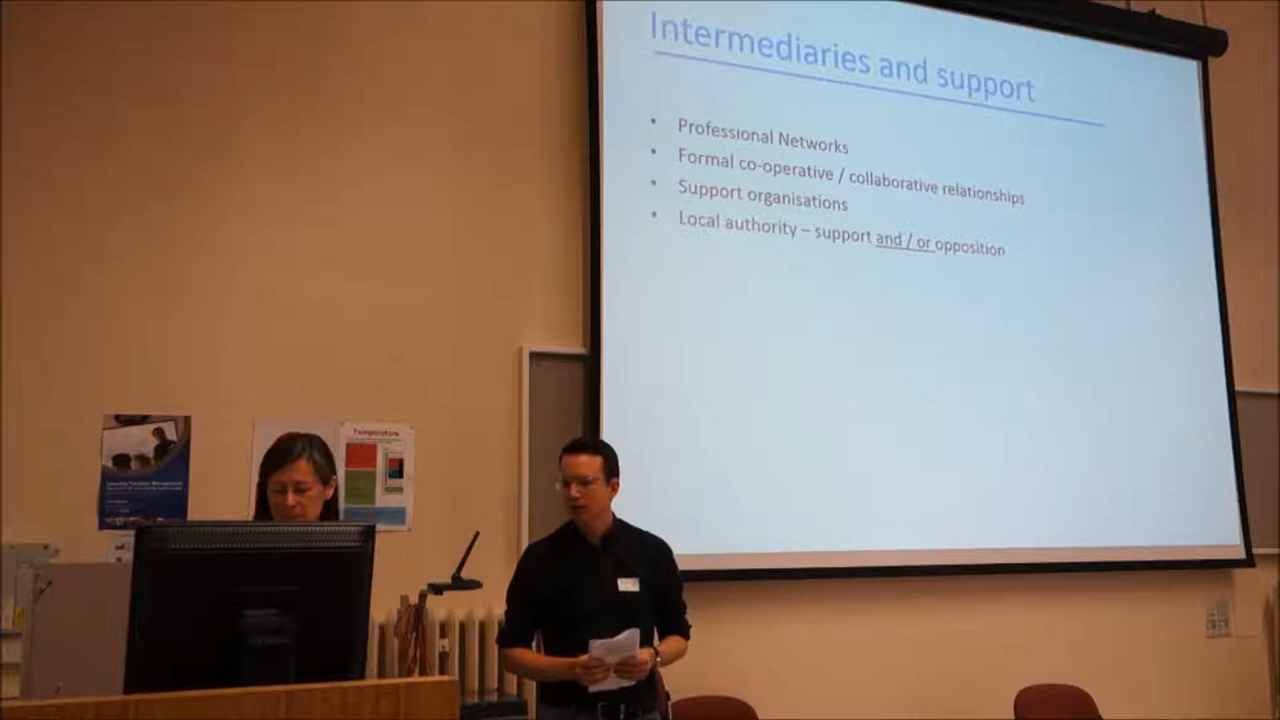 Intermediaries and support
• Professional Networks
• Formal co-operative / collaborative relationships
• Support organisations
• Local authority – support and / or opposition
Temperature